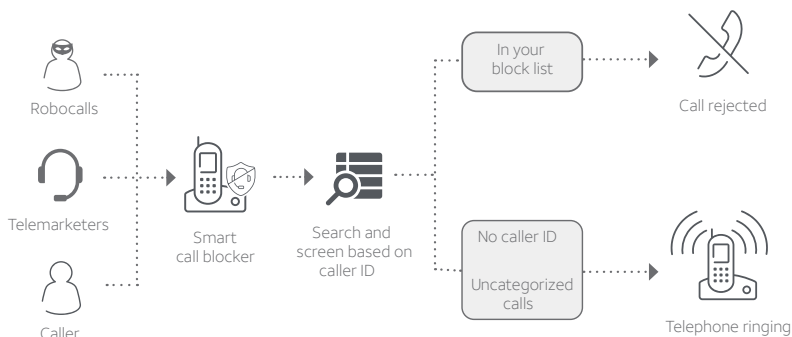 Robocalls
Telemarketers
Caller
Smart
call blocker
Search and
screen based on
caller ID
In your
block list
Call rejected
No caller ID
Uncategorized
calls
Telephone ringing